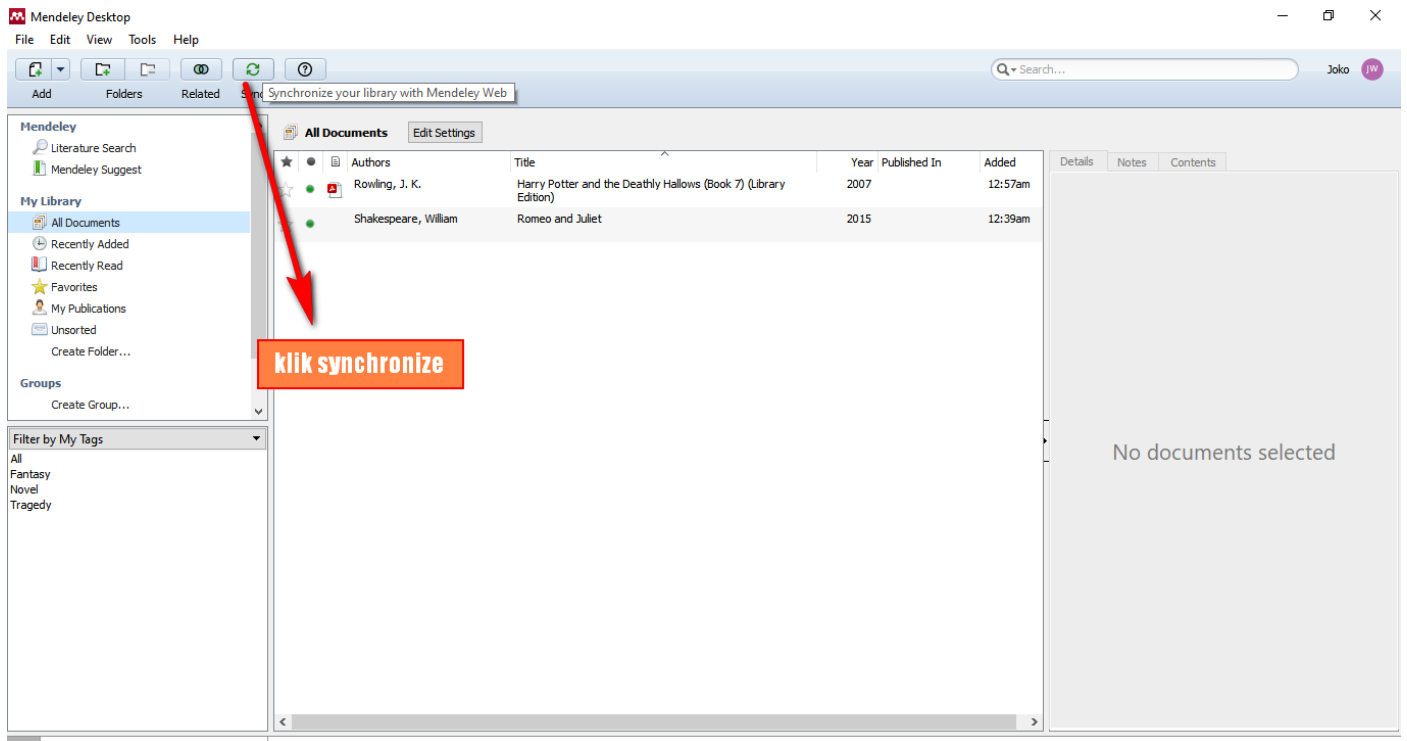 Mendeley Desktop
File Edit View Tools Help
Search...
Joko JW
Add Folders Related Sync
Synchronize your library with Mendeley Web
Mendeley
Literature Search
Mendeley Suggest
My Library
All Documents
Recently Added
Recently Read
Favorites
My Publications
Unsorted
Create Folder...
Groups
Create Group...
Filter by My Tags
All
Fantasy
Novel
Tragedy
All Documents Edit Settings
Authors Title Year Published In Added
Rowling, J. K. Harry Potter and the Deathly Hallows (Book 7) (Library 2007 12:57am
Edition)
Shakespeare, William Romeo and Juliet 2015 12:39am
klik synchronize
Details Notes Contents
No documents selected